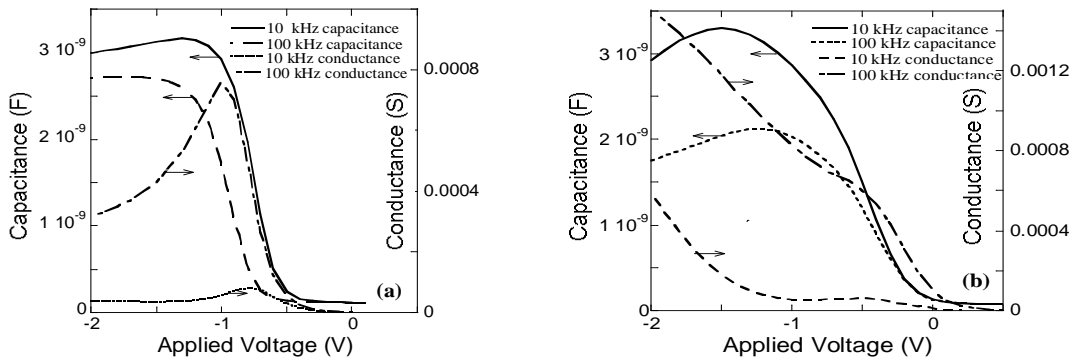 10 kHz capacitance
100 kHz capacitance
10 kHz conductance
100 kHz conductance
3 10⁻⁹
2 10⁻⁹
1 10⁻⁹
0
Capacitance (F)
0.0008
0.0004
0
Conductance (S)
(a)
-2
-1
0
Applied Voltage (V)
10 kHz capacitance
100 kHz capacitance
10 kHz conductance
100 kHz conductance
3 10⁻⁹
2 10⁻⁹
1 10⁻⁹
0
Capacitance (F)
0.0012
0.0008
0.0004
0
Conductance (S)
(b)
-2
-1
0
Applied Voltage (V)